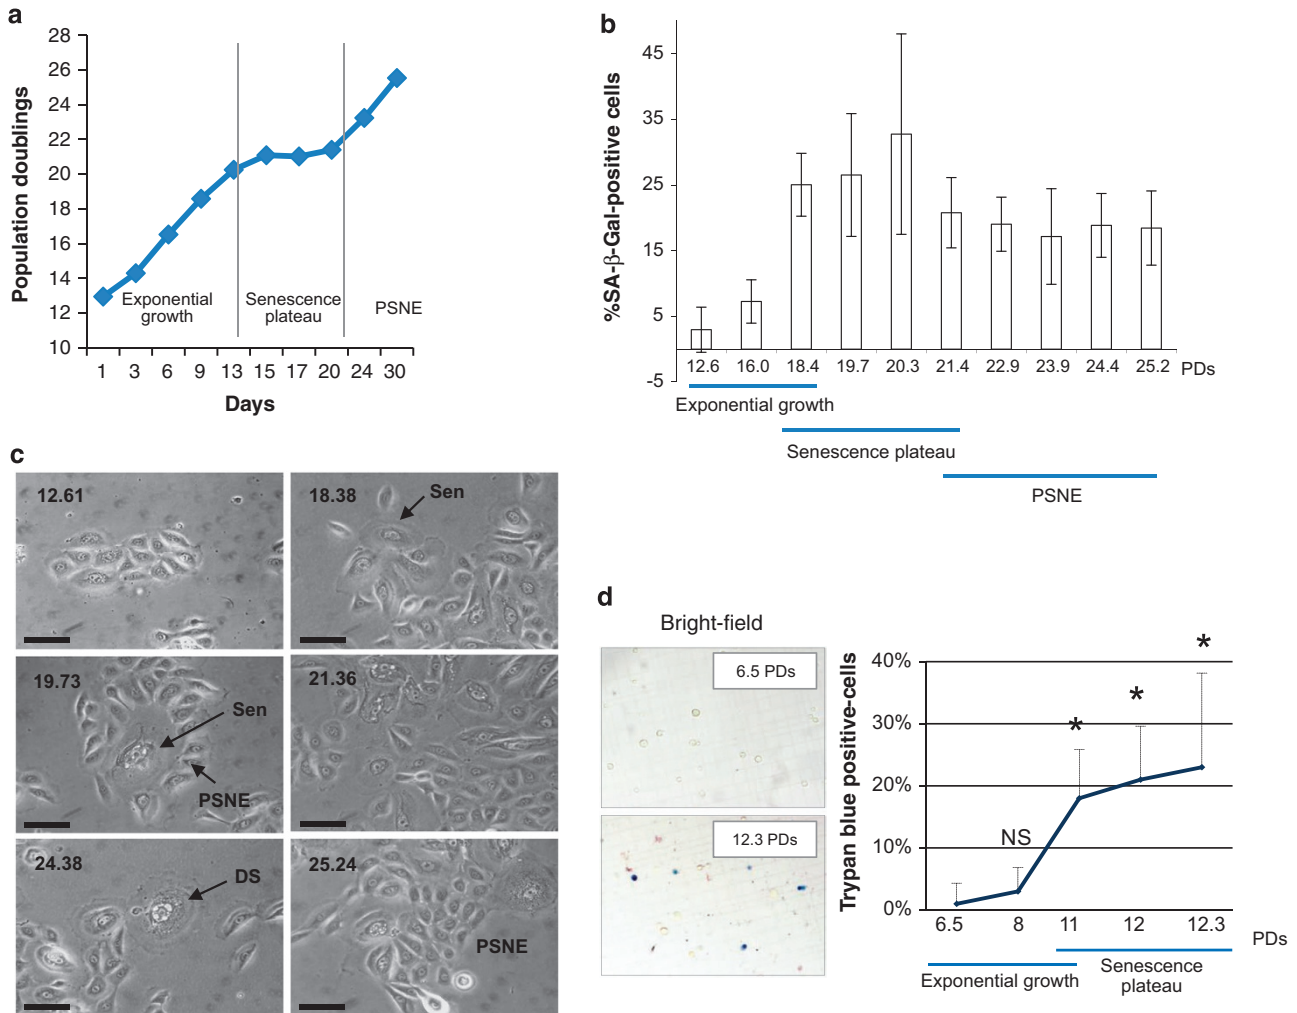 a
Population doublings
28
26
24
22
20
18
16
14
12
10
Exponential
growth
Senescence
plateau
PSNE
1 3 6 9 13 15 17 20 24 30
Days
b
%SA-β-Gal-positive cells
45
35
25
15
5
-5
12.6 16.0 18.4 19.7 20.3 21.4 22.9 23.9 24.4 25.2 PDs
Exponential growth
Senescence plateau
PSNE
c
12.61
18.38
Sen
19.73
Sen
PSNE
21.36
24.38
DS
25.24
PSNE
d
Bright-field
6.5 PDs
12.3 PDs
Trypan blue positive-cells
40%
30%
20%
10%
0%
NS
*
*
*
6.5 8 11 12 12.3
PDs
Exponential growth
Senescence
plateau